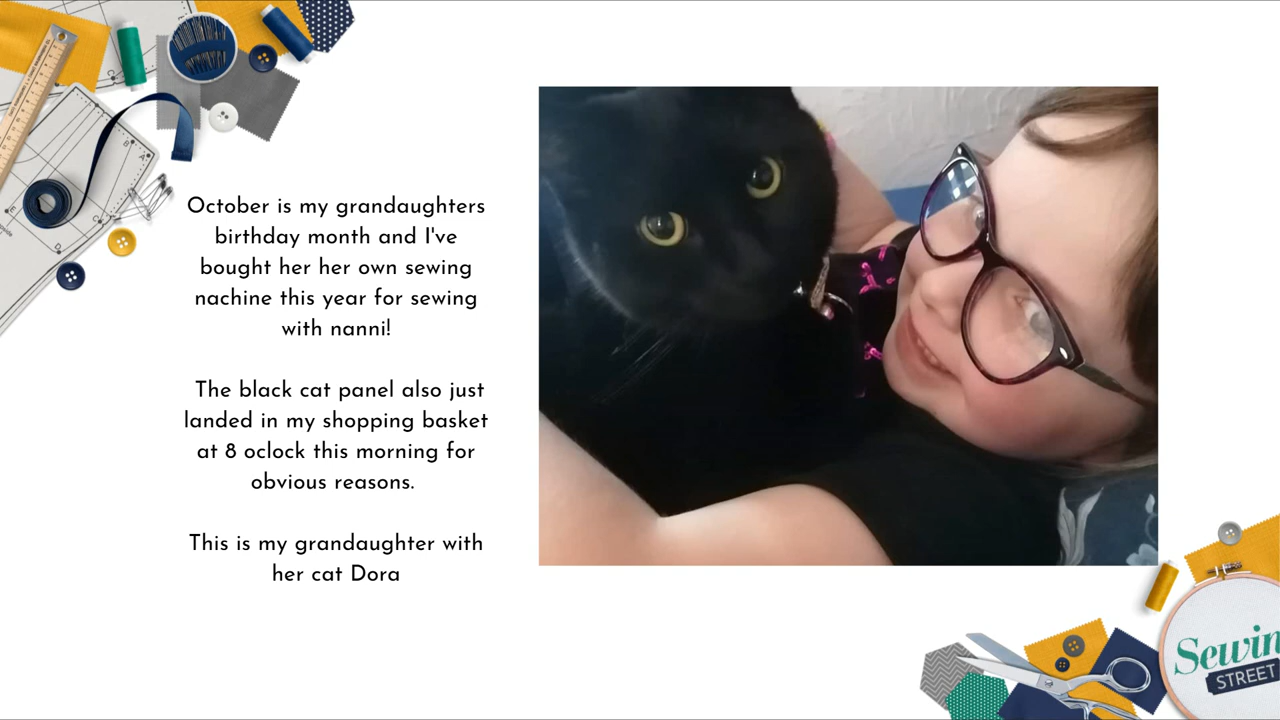 October is my grandaughters
birthday month and I've
bought her her own sewing
nachine this year for sewing
with nanni!
The black cat panel also just
landed in my shopping basket
at 8 oclock this morning for
obvious reasons.
This is my grandaughter with
her cat Dora
Sewin
STREET